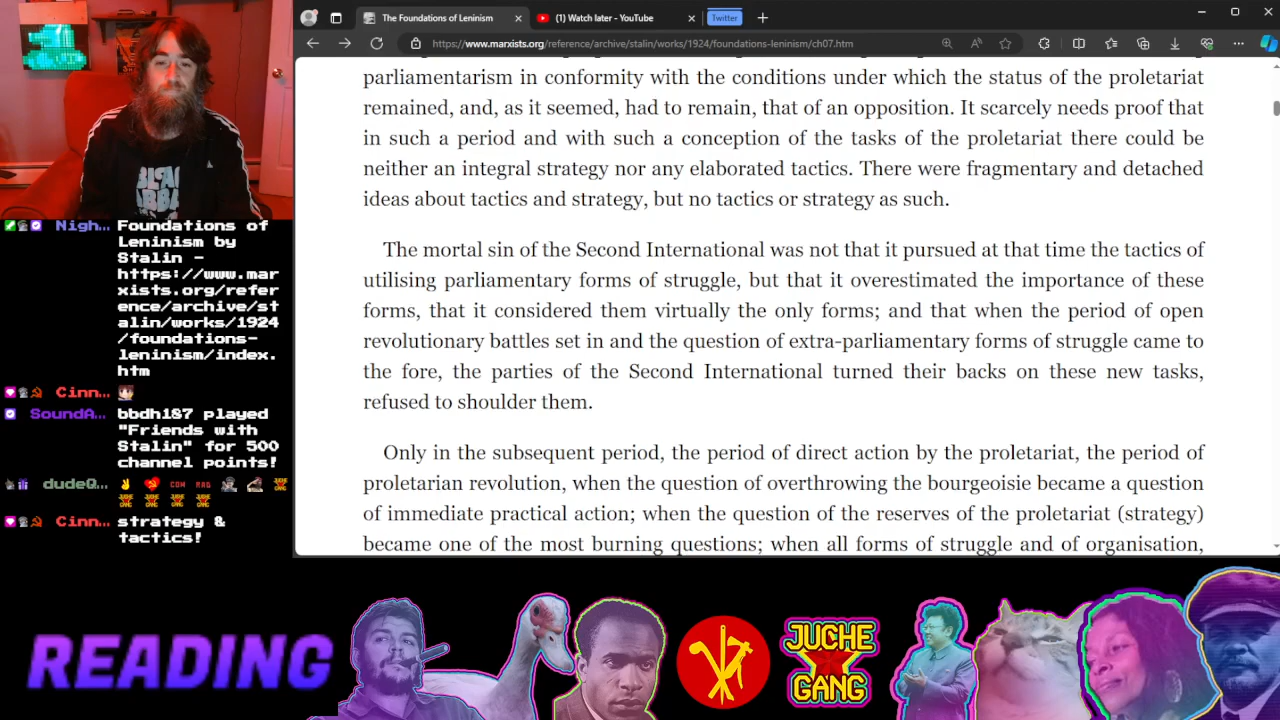 The Foundations of Leninism
(1) Watch later - YouTube
Twitter
https://www.marxists.org/reference/archive/stalin/works/1924/foundations-leninism/ch07.htm
parliamentarism in conformity with the conditions under which the status of the proletariat
remained, and, as it seemed, had to remain, that of an opposition. It scarcely needs proof that
in such a period and with such a conception of the tasks of the proletariat there could be
neither an integral strategy nor any elaborated tactics. There were fragmentary and detached
ideas about tactics and strategy, but no tactics or strategy as such.
The mortal sin of the Second International was not that it pursued at that time the tactics of
utilising parliamentary forms of struggle, but that it overestimated the importance of these
forms, that it considered them virtually the only forms; and that when the period of open
revolutionary battles set in and the question of extra-parliamentary forms of struggle came to
the fore, the parties of the Second International turned their backs on these new tasks,
refused to shoulder them.
Only in the subsequent period, the period of direct action by the proletariat, the period of
proletarian revolution, when the question of overthrowing the bourgeoisie became a question
of immediate practical action; when the question of the reserves of the proletariat (strategy)
became one of the most burning questions; when all forms of struggle and of organisation,
Nigh... Foundations of
Leninism by
Stalin -
https://www.mar
xists.org/refer
ence/archive/st
alin/works/1924
/foundations-
leninism/index.
htm
Cinn...
SoundA... bbdh187 played
"Friends with
Stalin" for 500
channel points!
dudeQ...
Cinn... strategy &
tactics!
READING
JUCHE
GANG